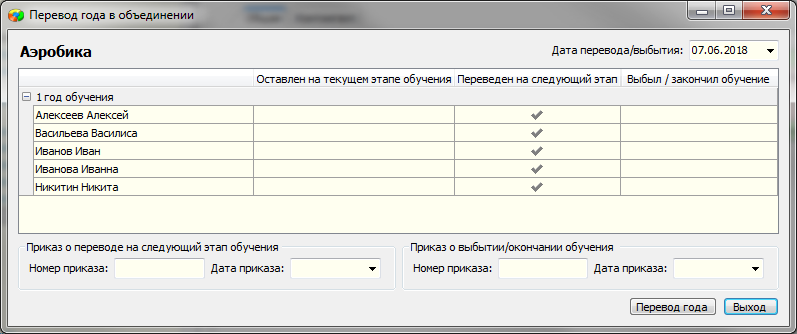 Перевод года в объединении
Аэробика
Дата перевода/выбытия: 07.06.2018
Оставлен на текущем этапе обучения Переведен на следующий этап Выбыл / закончил обучение
1 год обучения
Алексеев Алексей
Васильева Василиса
Иванов Иван
Иванова Иванна
Никитин Никита
Приказ о переводе на следующий этап обучения
Номер приказа: Дата приказа:
Приказ о выбытии/окончании обучения
Номер приказа: Дата приказа:
Перевод года Выход